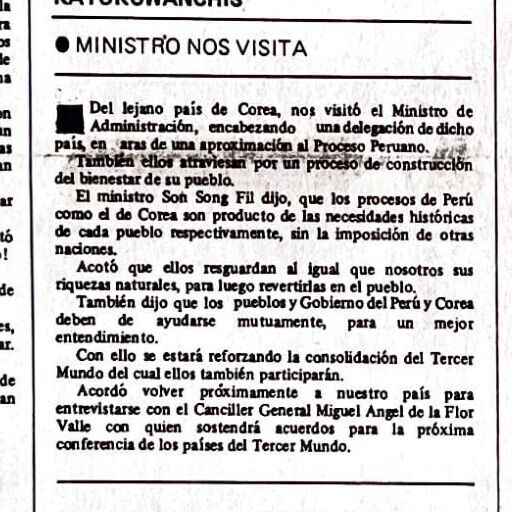 KATUKUWANCHIS
MINISTRO NOS VISITA
Del lejano país de Corea, nos visitó el Ministro de
Administración, encabezando una delegación de dicho
país, en aras de una aproximación al Proceso Peruano.
También ellos atraviesan por un proceso de construcción
del bienestar de su pueblo.
El ministro Son Song Fil dijo, que los procesos de Perú
como el de Corea son producto de las necesidades históricas
de cada pueblo respectivamente, sin la imposición de otras
naciones.
Acotó que ellos resguardan al igual que nosotros sus
riquezas naturales, para luego revertirlas en el pueblo.
También dijo que los pueblos y Gobierno del Perú y Corea
deben de ayudarse mutuamente, para un mejor
entendimiento.
Con ello se estará reforzando la consolidación del Tercer
Mundo del cual ellos también participarán.
Acordó volver próximamente a nuestro país para
entrevistarse con el Canciller General Miguel Angel de la Flor
Valle con quien sostendrá acuerdos para la próxima
conferencia de los países del Tercer Mundo.